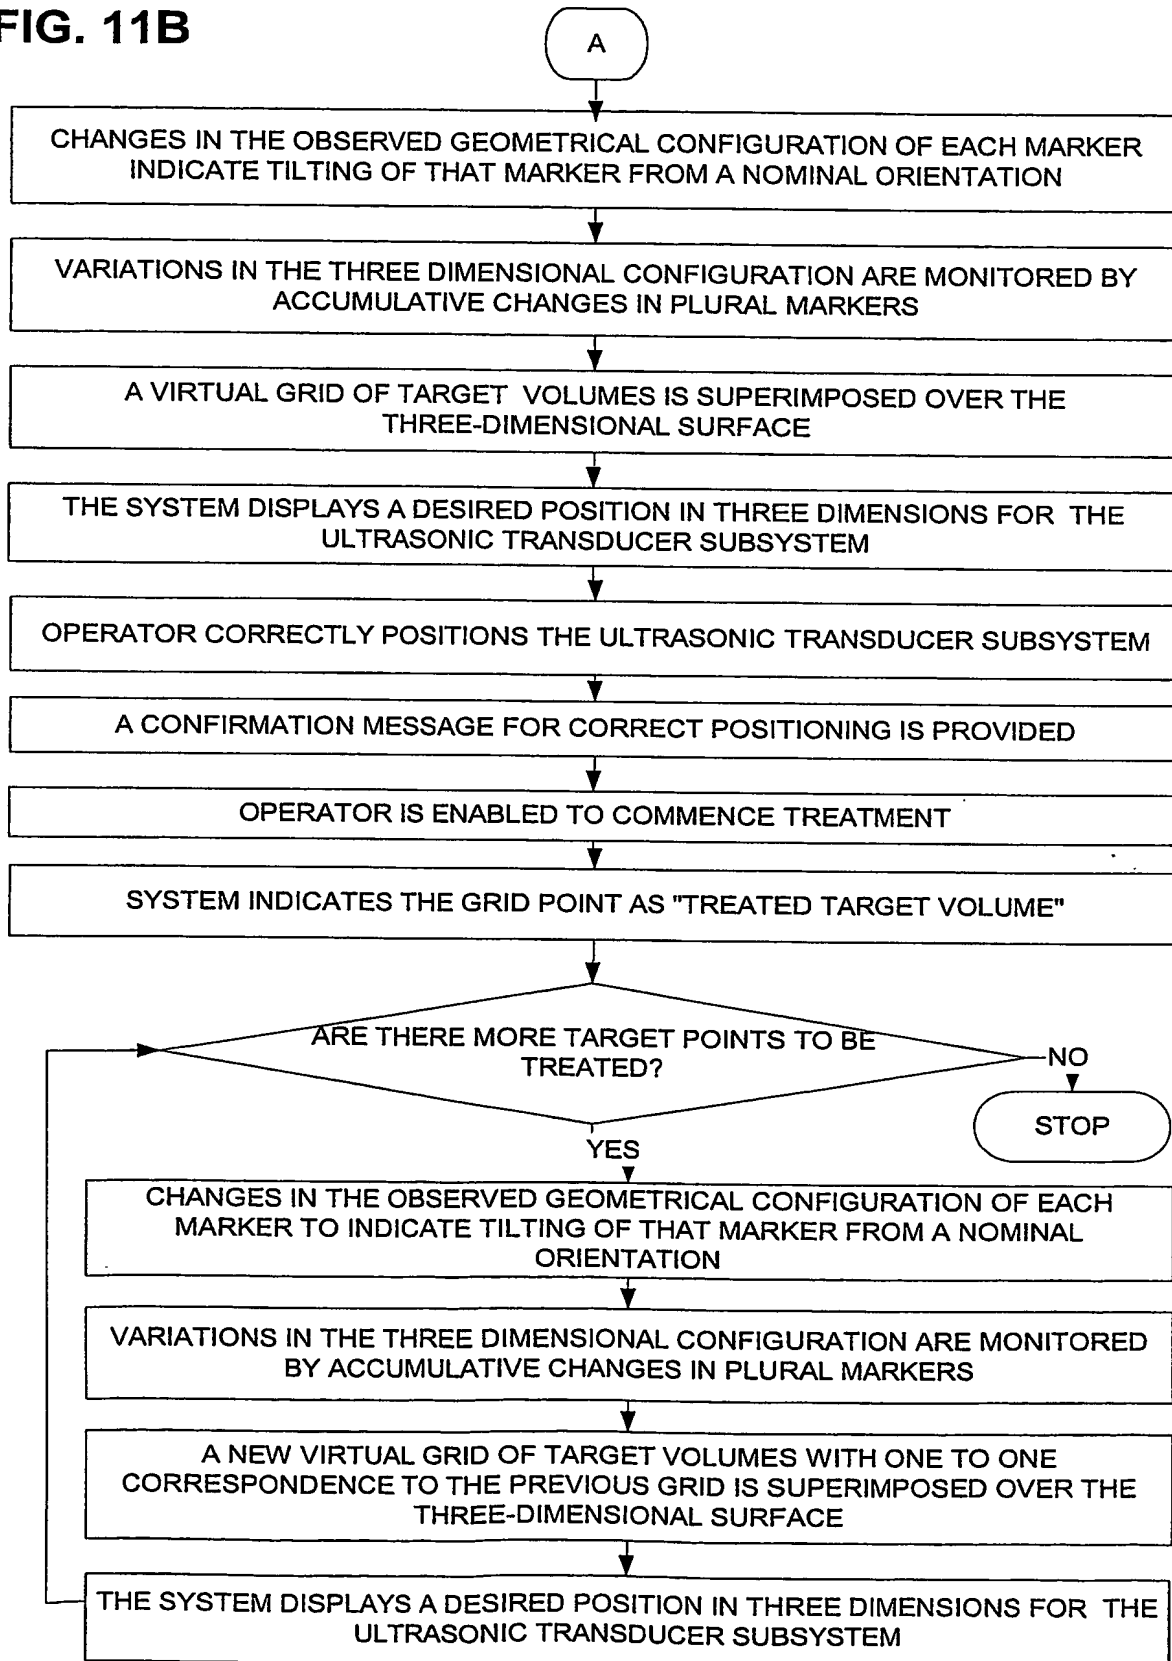 FIG. 11B
A
CHANGES IN THE OBSERVED GEOMETRICAL CONFIGURATION OF EACH MARKER
INDICATE TILTING OF THAT MARKER FROM A NOMINAL ORIENTATION
VARIATIONS IN THE THREE DIMENSIONAL CONFIGURATION ARE MONITORED BY
ACCUMULATIVE CHANGES IN PLURAL MARKERS
A VIRTUAL GRID OF TARGET VOLUMES IS SUPERIMPOSED OVER THE
THREE-DIMENSIONAL SURFACE
THE SYSTEM DISPLAYS A DESIRED POSITION IN THREE DIMENSIONS FOR THE
ULTRASONIC TRANSDUCER SUBSYSTEM
OPERATOR CORRECTLY POSITIONS THE ULTRASONIC TRANSDUCER SUBSYSTEM
A CONFIRMATION MESSAGE FOR CORRECT POSITIONING IS PROVIDED
OPERATOR IS ENABLED TO COMMENCE TREATMENT
SYSTEM INDICATES THE GRID POINT AS "TREATED TARGET VOLUME"
ARE THERE MORE TARGET POINTS TO BE
TREATED?
NO
STOP
YES
CHANGES IN THE OBSERVED GEOMETRICAL CONFIGURATION OF EACH
MARKER TO INDICATE TILTING OF THAT MARKER FROM A NOMINAL
ORIENTATION
VARIATIONS IN THE THREE DIMENSIONAL CONFIGURATION ARE MONITORED
BY ACCUMULATIVE CHANGES IN PLURAL MARKERS
A NEW VIRTUAL GRID OF TARGET VOLUMES WITH ONE TO ONE
CORRESPONDENCE TO THE PREVIOUS GRID IS SUPERIMPOSED OVER THE
THREE-DIMENSIONAL SURFACE
THE SYSTEM DISPLAYS A DESIRED POSITION IN THREE DIMENSIONS FOR THE
ULTRASONIC TRANSDUCER SUBSYSTEM